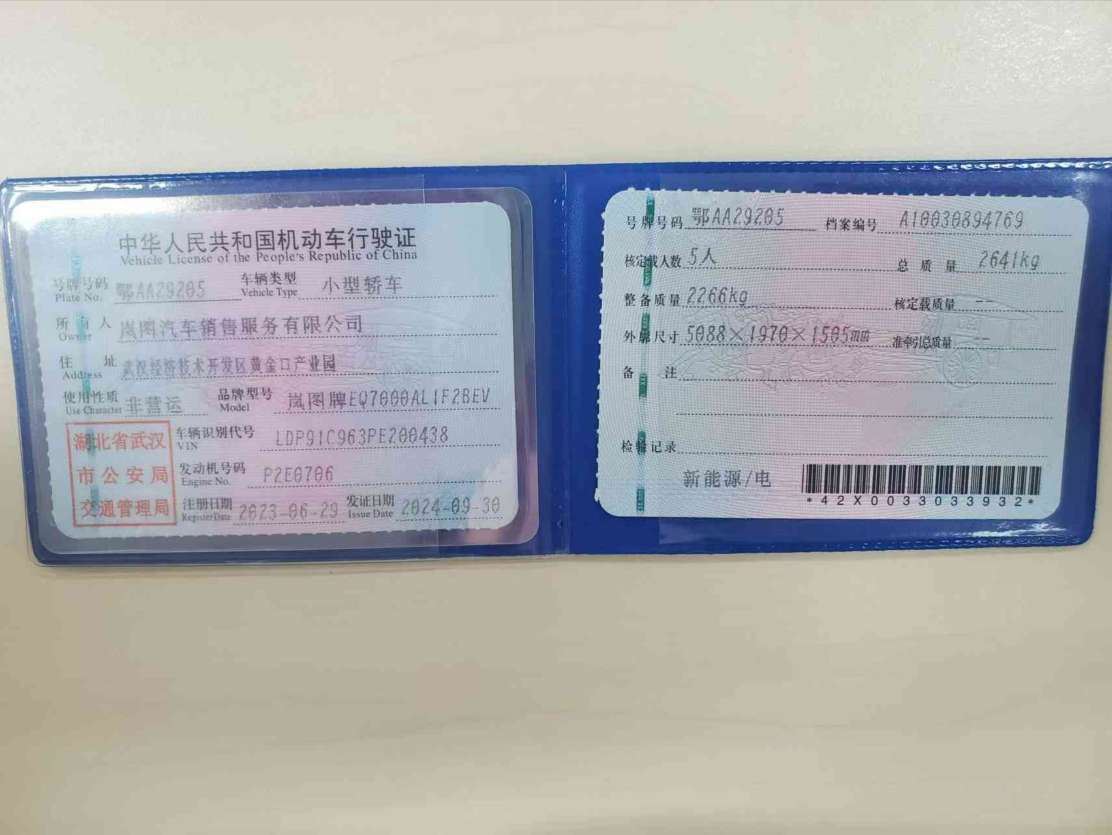 中华人民共和国机动车行驶证
Vehicle License of the People's Republic of China
号牌号码 鄂AA29205 车辆类型 小型轿车
Plate No. Vehicle Type
所有人 岚图汽车销售服务有限公司
Owner
住址 武汉经济技术开发区黄金口产业园
Address
使用性质 非营运 品牌型号 岚图牌EQ7000AL1F2BEV
Use Character Model
湖北省武汉
市公安局
交通管理局
车辆识别代号 LDP91C963PE200438
VIN
发动机号码 P2E0706
Engine No.
注册日期 2023-06-29 发证日期 2024-09-30
Register Date Issue Date
号牌号码 鄂AA29205 档案编号 A10030894769
核定载人数 5人 总质量 2641kg
整备质量 2266kg 核定载质量 --
外廓尺寸 5088×1970×1505mm 准牵引总质量 --
备注
检验记录
新能源/电
*42X0033033932*